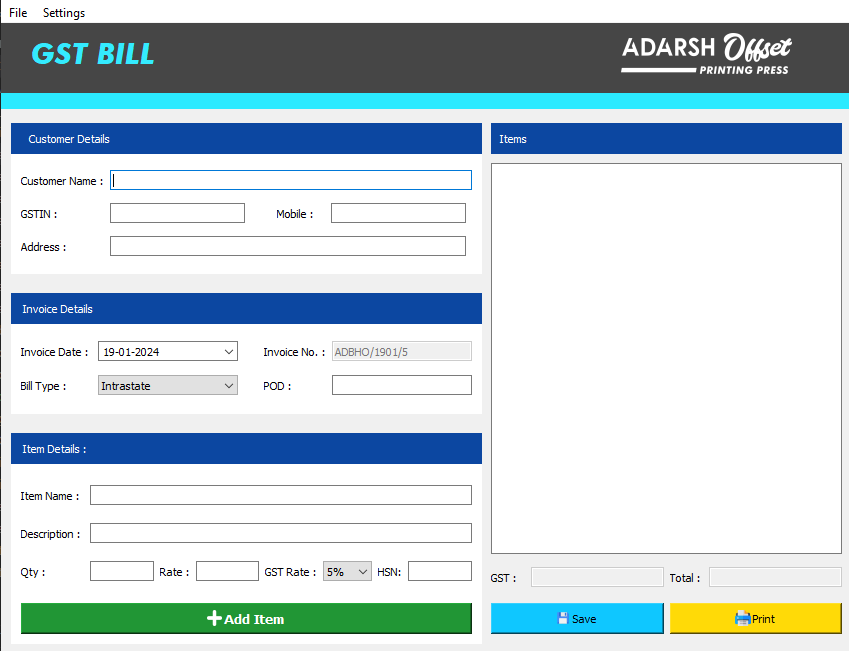 File Settings
GST BILL
ADARSH Offset
PRINTING PRESS
Customer Details
Customer Name :
GSTIN : Mobile :
Address :
Invoice Details
Invoice Date : 19-01-2024 Invoice No. : ADBHO/1901/5
Bill Type : Intrastate POD :
Item Details :
Item Name :
Description :
Qty : Rate : GST Rate : 5% HSN:
Add Item
Items
GST : Total :
Save Print